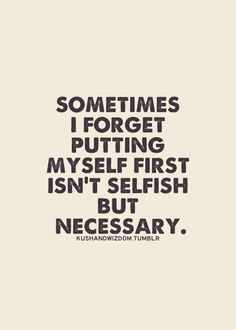 SOMETIMES
I FORGET
PUTTING
MYSELF FIRST
ISN'T SELFISH
BUT
NECESSARY.
KUSHANDWIZDOM.TUMBLR